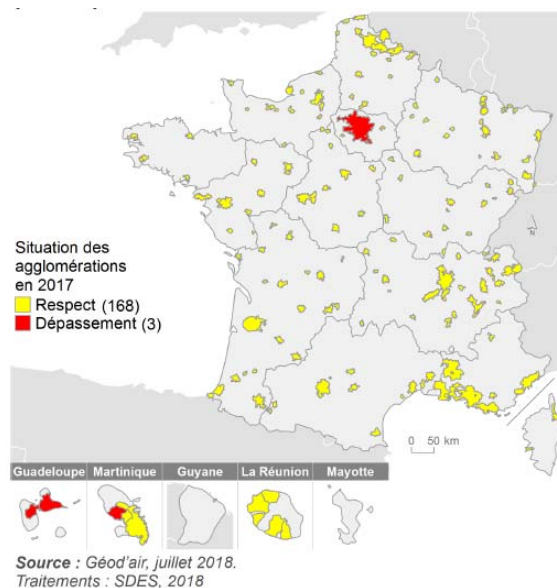 Situation des
agglomérations
en 2017
Respect (168)
Dépassement (3)
N
0 50 km
Guadeloupe Martinique Guyane La Réunion Mayotte
Source : Géod'air, juillet 2018.
Traitements : SDES, 2018